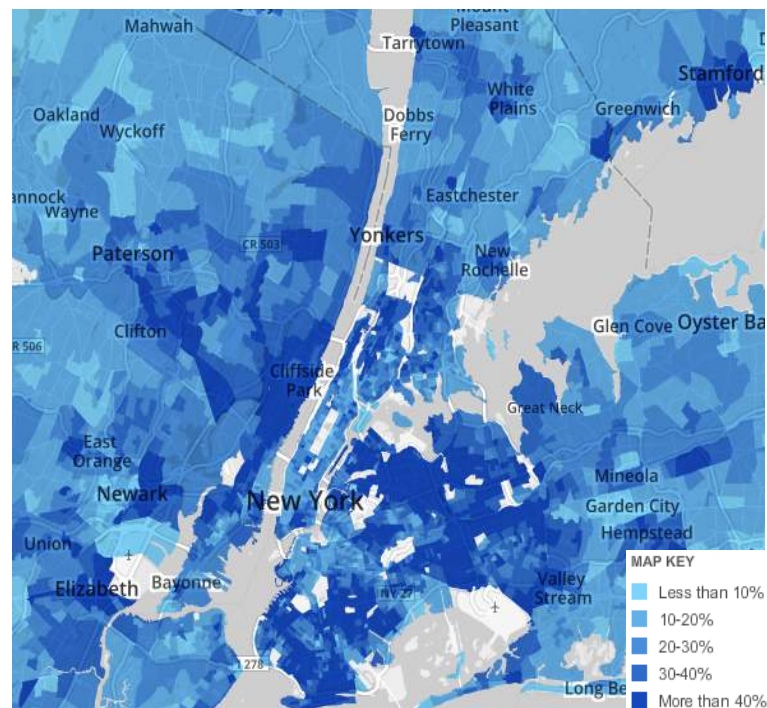 Mahwah
Mount
Pleasant
Tarrytown
Stamford
White
Plains
Greenwich
Oakland
Wyckoff
Dobbs
Ferry
annock
Wayne
Eastchester
Paterson
CR 503
Yonkers
New
Rochelle
Clifton
R 506
Glen Cove
Oyster Ba
Cliffside
Park
Great Neck
East
Orange
Newark
New York
Mineola
Garden City
Hempstead
Union
Elizabeth
Bayonne
NY 27
Valley
Stream
278
Long Be
MAP KEY
Less than 10%
10-20%
20-30%
30-40%
More than 40%